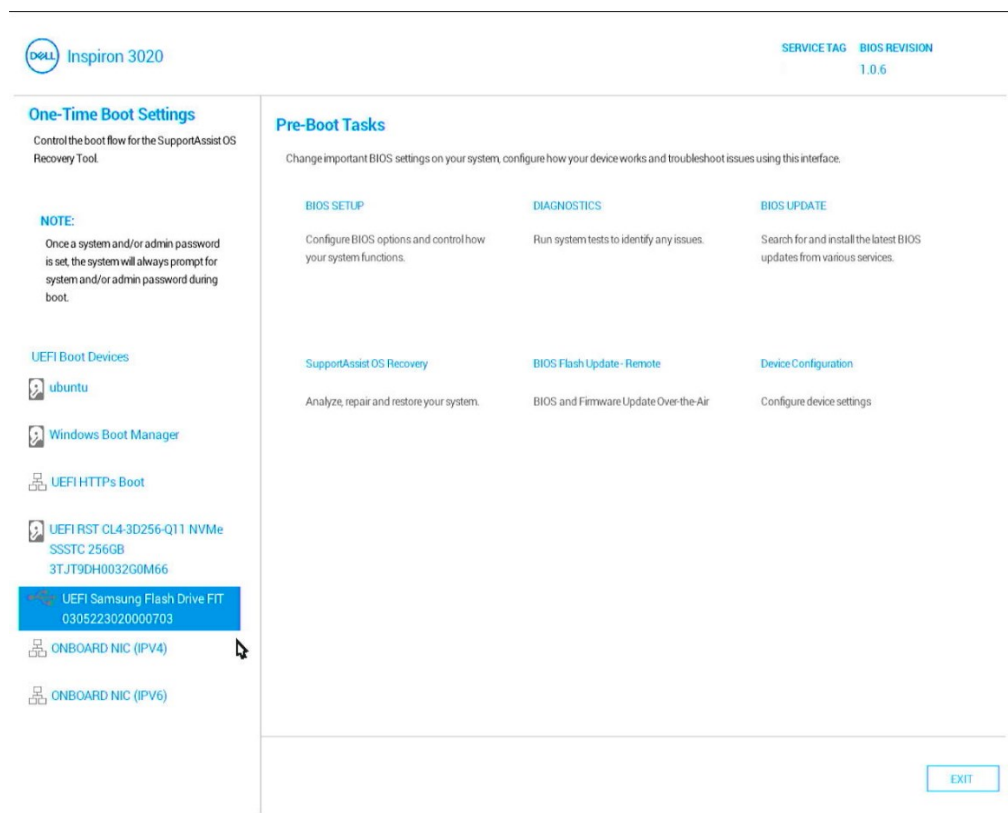 DELL
Inspiron 3020
SERVICE TAG BIOS REVISION
1.0.6
One-Time Boot Settings
Control the boot flow for the SupportAssist OS
Recovery Tool.
NOTE:
Once a system and/or admin password
is set, the system will always prompt for
system and/or admin password during
boot.
UEFI Boot Devices
ubuntu
Windows Boot Manager
UEFI HTTPs Boot
UEFI RST CL4-3D256-Q11 NVMe
SSSTC 256GB
3TJT9DH0032G0M66
UEFI Samsung Flash Drive FIT
0305223020000703
ONBOARD NIC (IPV4)
ONBOARD NIC (IPV6)
Pre-Boot Tasks
Change important BIOS settings on your system, configure how your device works and troubleshoot issues using this interface.
BIOS SETUP
Configure BIOS options and control how
your system functions.
DIAGNOSTICS
Run system tests to identify any issues.
BIOS UPDATE
Search for and install the latest BIOS
updates from various services.
SupportAssist OS Recovery
Analyze, repair and restore your system.
BIOS Flash Update - Remote
BIOS and Firmware Update Over-the-Air
Device Configuration
Configure device settings
EXIT